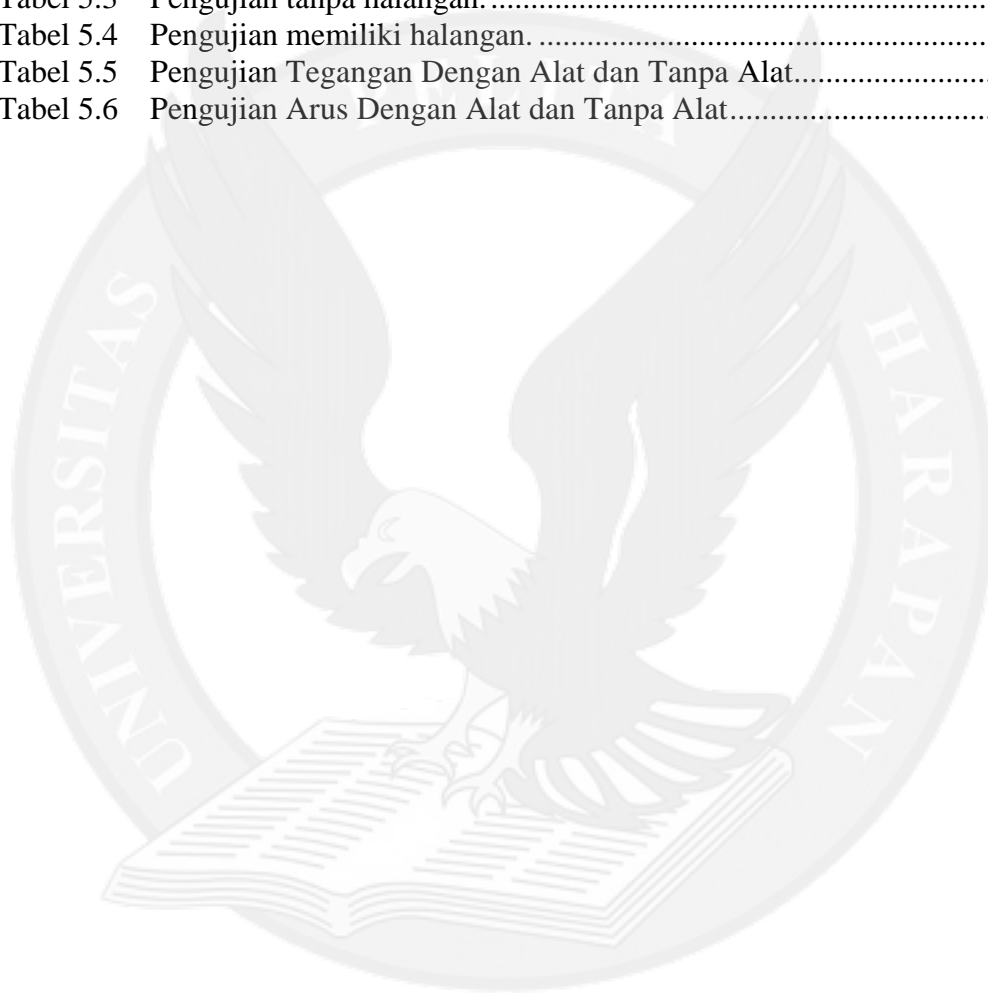 Tabel 5.3 Pengujian tanpa halangan. ................................................................
Tabel 5.4 Pengujian memiliki halangan. ................................................................
Tabel 5.5 Pengujian Tegangan Dengan Alat dan Tanpa Alat................................
Tabel 5.6 Pengujian Arus Dengan Alat dan Tanpa Alat................................
UNIVERSITAS PELITA HARAPAN